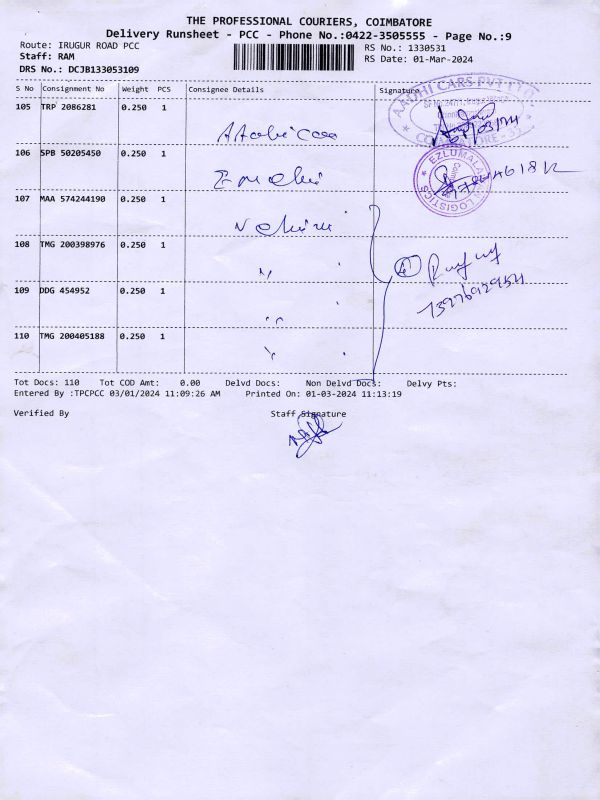 THE PROFESSIONAL COURIERS, COIMBATORE
Delivery Runsheet - PCC - Phone No.:0422-3505555 - Page No.:9
Route: IRUGUR ROAD PCC
RS No.: 1330531
Staff: RAM
RS Date: 01-Mar-2024
DRS No.: DCJB133053109
S No Consignment No Weight PCS Consignee Details Signature
105 TRP 2086281 0.250 1
AADHI CARS PVT LTD
106 SPB 50205450 0.250 1
EZLUMALAI LOGISTICS
107 MAA 574244190 0.250 1
108 TMG 200398976 0.250 1
109 DDG 454952 0.250 1
110 TMG 200405188 0.250 1
Tot Docs: 110 Tot COD Amt: 0.00 Delvd Docs: Non Delvd Docs: Delvy Pts:
Entered By :TPCPCC 03/01/2024 11:09:26 AM Printed On: 01-03-2024 11:13:19
Verified By Staff Signature